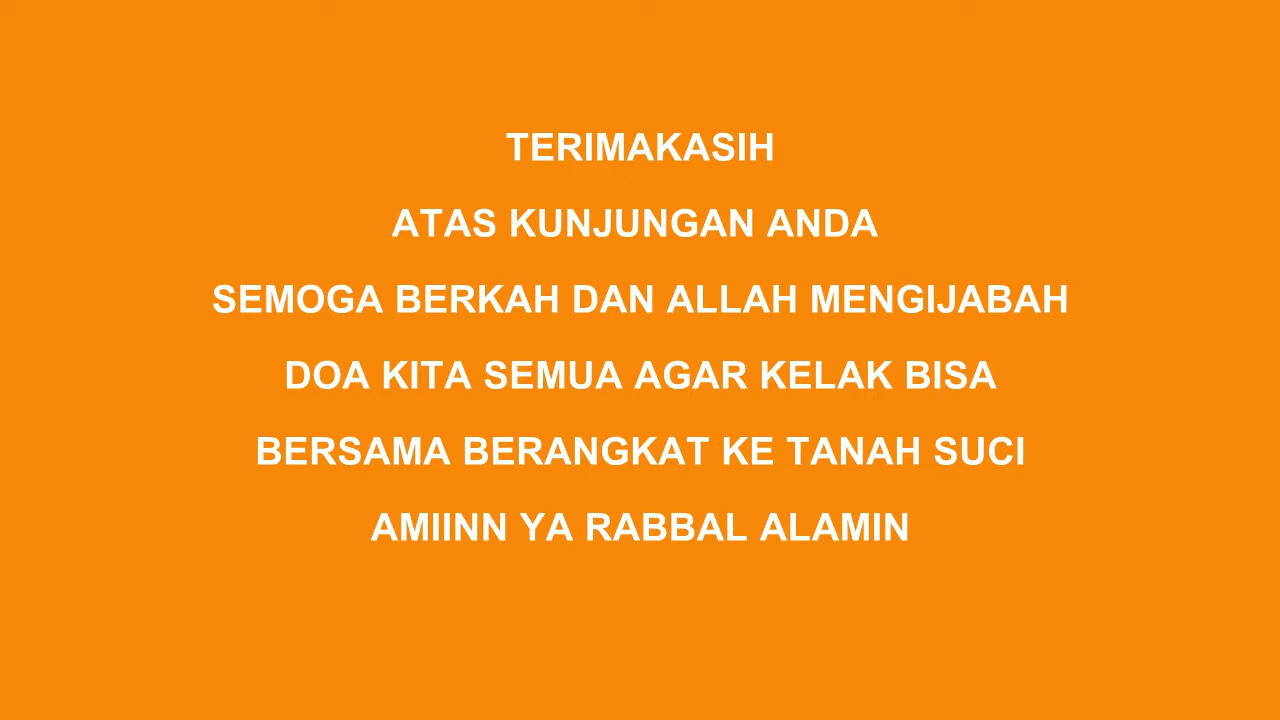 TERIMAKASIH
ATAS KUNJUNGAN ANDA
SEMOGA BERKAH DAN ALLAH MENGIJABAH
DOA KITA SEMUA AGAR KELAK BISA
BERSAMA BERANGKAT KE TANAH SUCI
AMIINN YA RABBAL ALAMIN